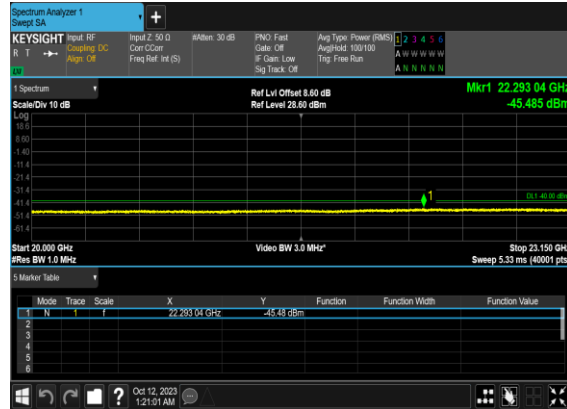 Spectrum Analyzer 1
Swept SA
+
KEYSIGHT Input: RF Input Z: 50 Ω #Atten: 30 dB PNO: Fast Avg Type: Power (RMS) 1 2 3 4 5 6
R T Coupling: DC Corr CCorr Gate: Off Avg|Hold: 100/100 A W W W W W
Align: Off Freq Ref: Int (S) IF Gain: Low Trig: Free Run
Sig Track: Off A N N N N N
1 Spectrum Ref Lvl Offset 8.60 dB Mkr1 22.293 04 GHz
Scale/Div 10 dB Ref Level 28.60 dBm -45.485 dBm
Log
18.6
8.60
-1.40
-11.4
-21.4
-31.4
1
DL1 -40.00 dBm
-41.4
-51.4
-61.4
Start 20.000 GHz Video BW 3.0 MHz* Stop 23.150 GHz
#Res BW 1.0 MHz Sweep 5.33 ms (40001 pts)
5 Marker Table
Mode Trace Scale X Y Function Function Width Function Value
1 N 1 f 22.293 04 GHz -45.48 dBm
2
3
4
5
6
? Oct 12, 2023
1:21:01 AM